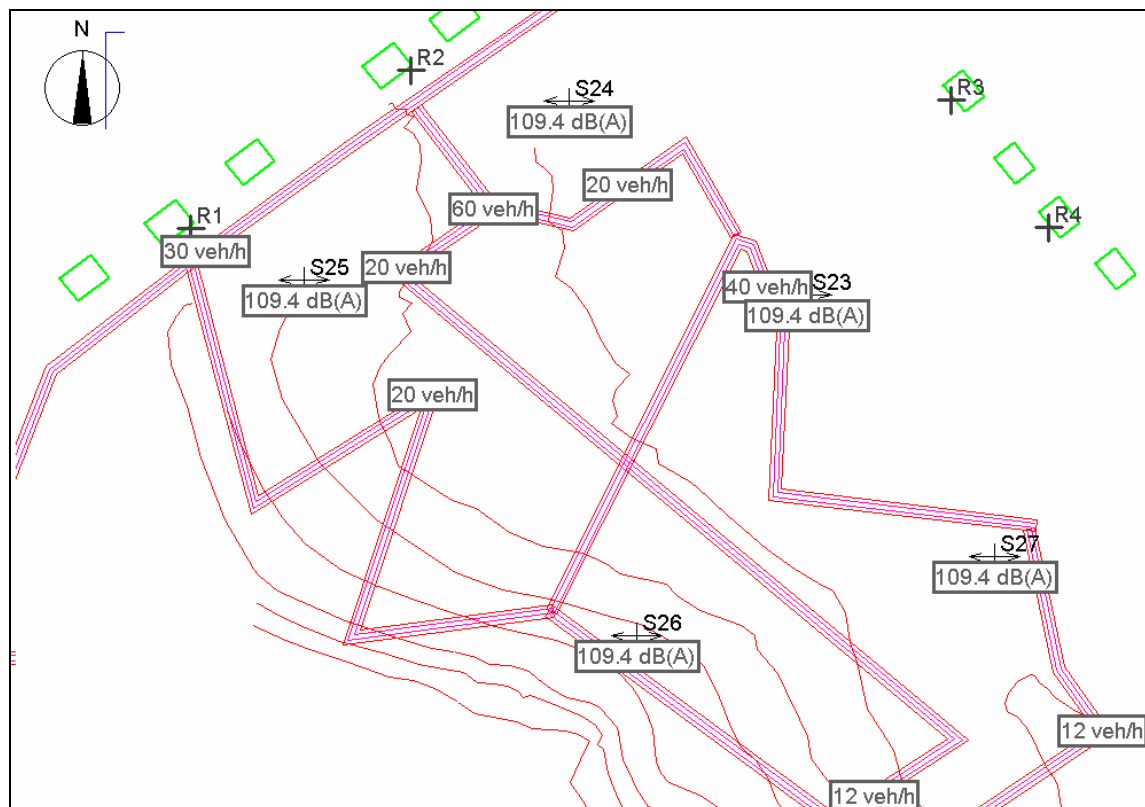 N
R2
S24
109.4 dB(A)
R3
20 veh/h
60 veh/h
R1
30 veh/h
R4
20 veh/h
S25
109.4 dB(A)
40 veh/h
S23
109.4 dB(A)
20 veh/h
S27
109.4 dB(A)
S26
109.4 dB(A)
12 veh/h
12 veh/h